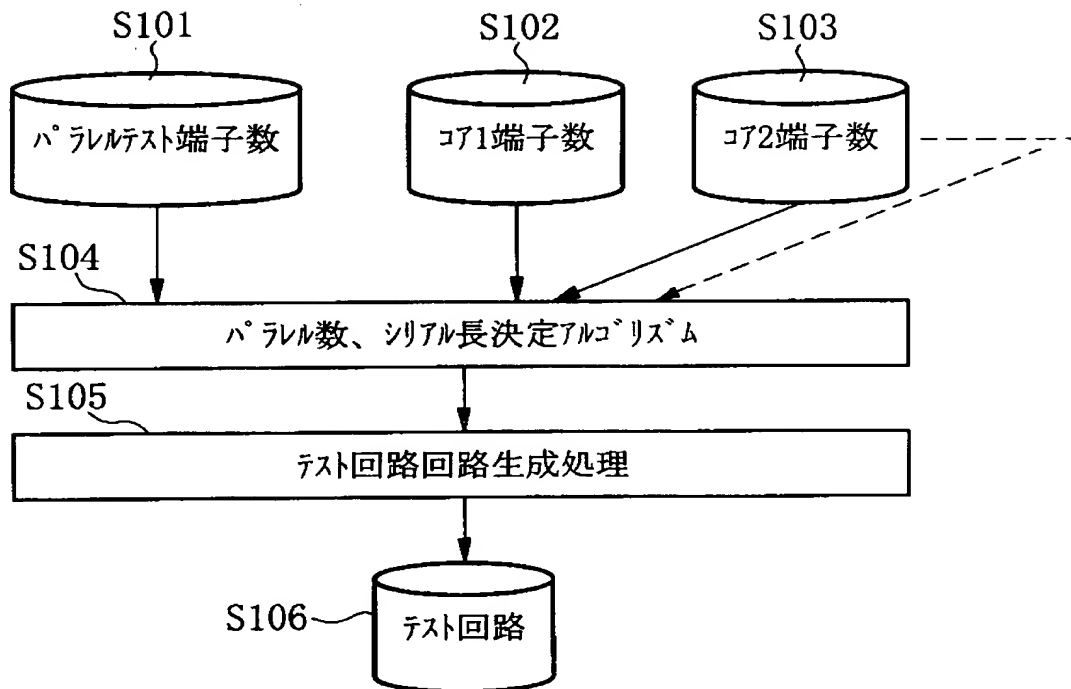 S101
S102
S103
ﾊﾟﾗﾚﾙﾃｽﾄ端子数
ｺｱ1端子数
ｺｱ2端子数
S104
ﾊﾟﾗﾚﾙ数、ｼﾘｱﾙ長決定ｱﾙｺﾞﾘｽﾞﾑ
S105
ﾃｽﾄ回路回路生成処理
S106
ﾃｽﾄ回路